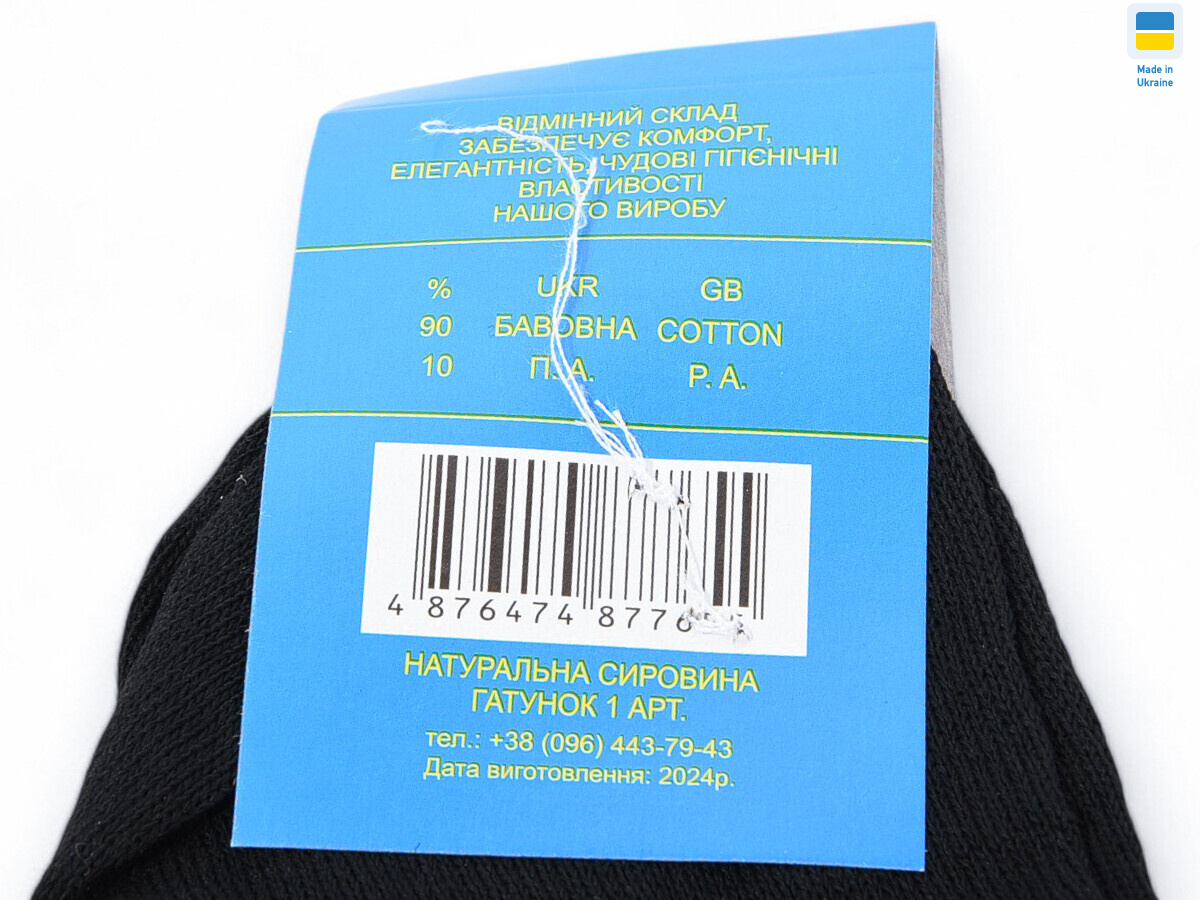 Made in
Ukraine
ВІДМІННИЙ СКЛАД
ЗАБЕЗПЕЧУЄ КОМФОРТ,
ЕЛЕГАНТНІСТЬ, ЧУДОВІ ГІГІЄНІЧНІ
ВЛАСТИВОСТІ
НАШОГО ВИРОБУ
% UKR GB
90 БАВОВНА COTTON
10 П. А. P. A.
4 876474
НАТУРАЛЬНА СИРОВИНА
ГАТУНОК 1 АРТ.
тел.: +38 (096) 443-79-43
Дата виготовлення: 2024р.